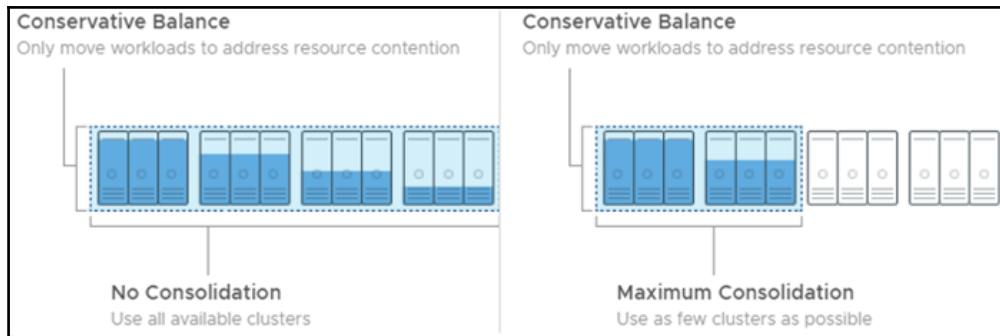 Conservative Balance
Only move workloads to address resource contention
No Consolidation
Use all available clusters
Conservative Balance
Only move workloads to address resource contention
Maximum Consolidation
Use as few clusters as possible